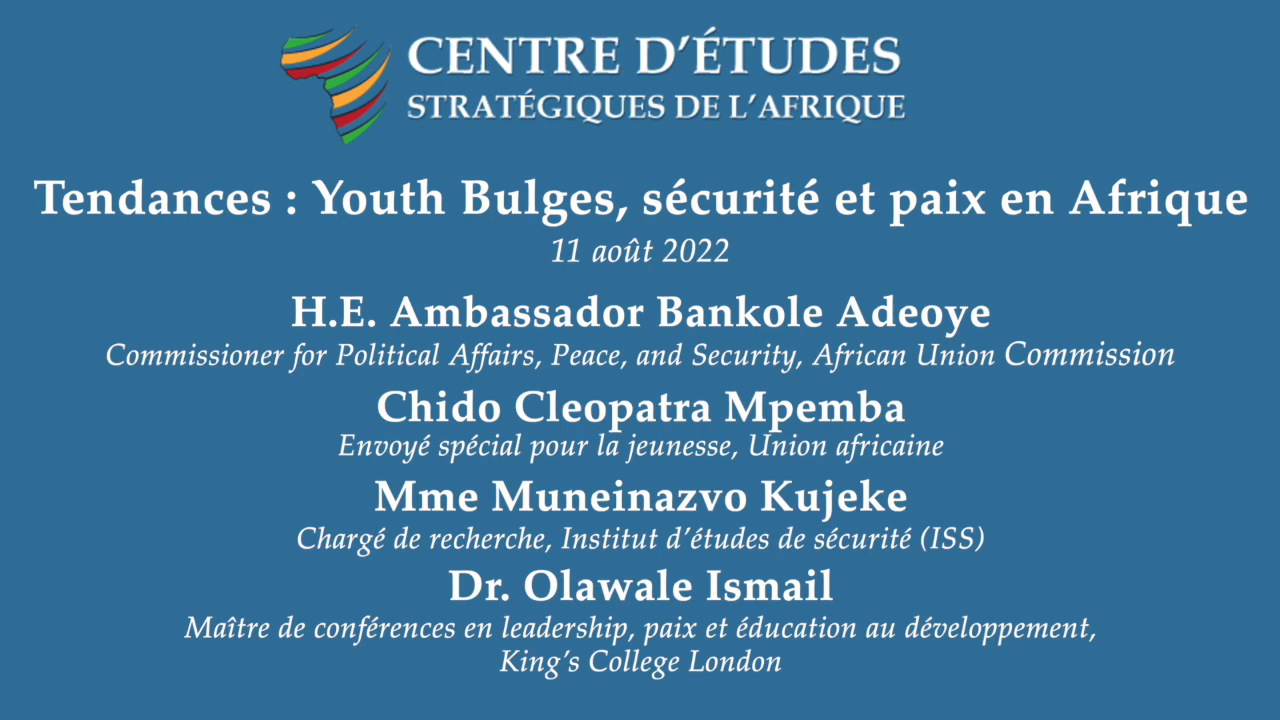 CENTRE D'ÉTUDES
STRATÉGIQUES DE L'AFRIQUE
Tendances : Youth Bulges, sécurité et paix en Afrique
11 août 2022
H.E. Ambassador Bankole Adeoye
Commissioner for Political Affairs, Peace, and Security, African Union Commission
Chido Cleopatra Mpemba
Envoyé spécial pour la jeunesse, Union africaine
Mme Muneinazvo Kujeke
Chargé de recherche, Institut d'études de sécurité (ISS)
Dr. Olawale Ismail
Maître de conférences en leadership, paix et éducation au développement,
King's College London